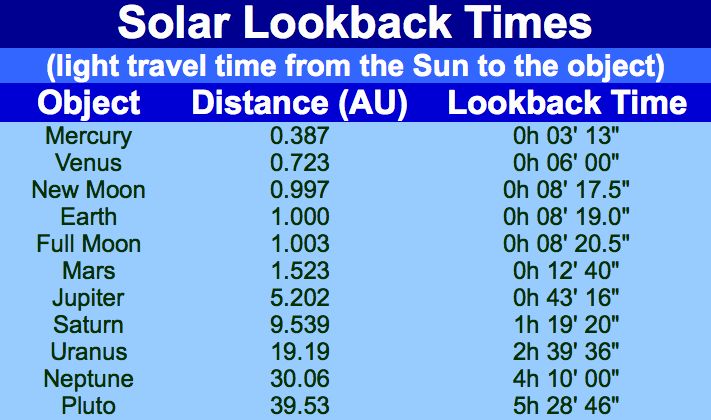 Solar Lookback Times
(light travel time from the Sun to the object)
Object Distance (AU) Lookback Time
Mercury 0.387 0h 03' 13"
Venus 0.723 0h 06' 00"
New Moon 0.997 0h 08' 17.5"
Earth 1.000 0h 08' 19.0"
Full Moon 1.003 0h 08' 20.5"
Mars 1.523 0h 12' 40"
Jupiter 5.202 0h 43' 16"
Saturn 9.539 1h 19' 20"
Uranus 19.19 2h 39' 36"
Neptune 30.06 4h 10' 00"
Pluto 39.53 5h 28' 46"